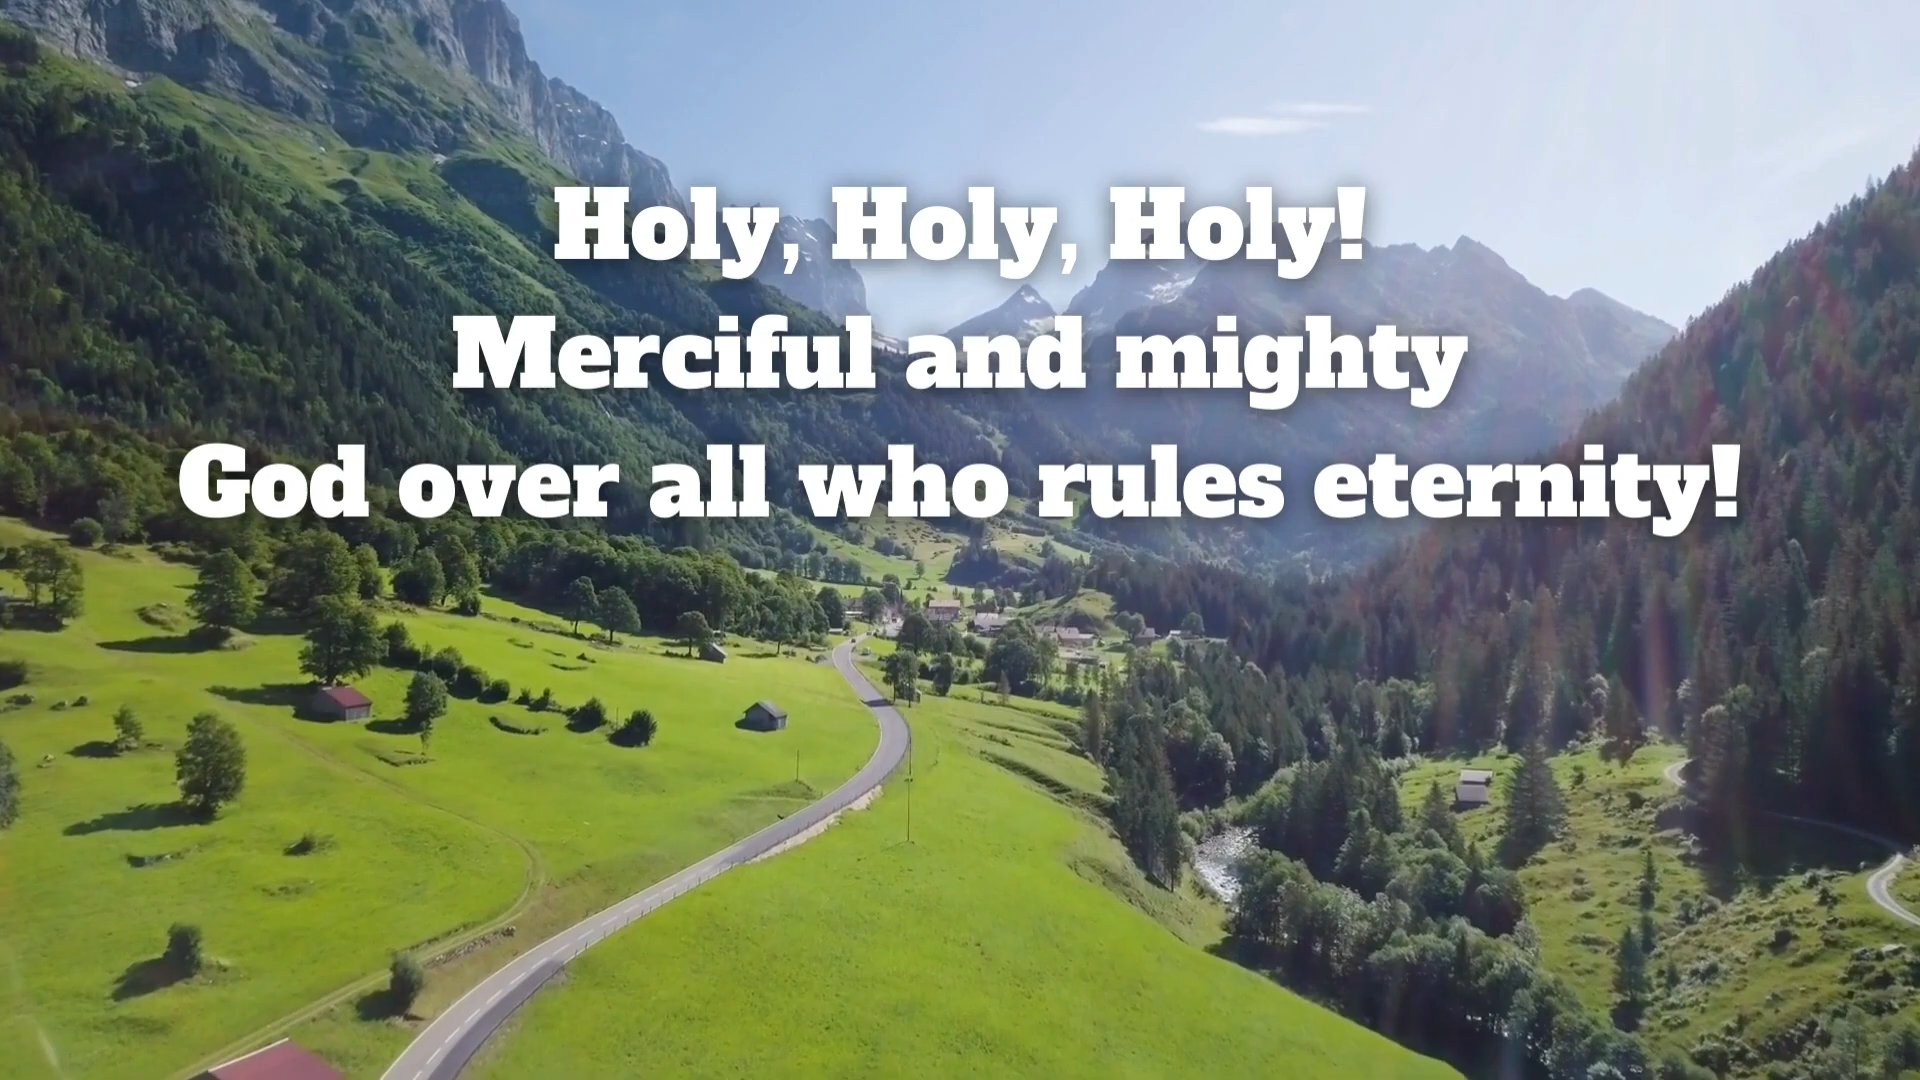 Holy, Holy, Holy!
Merciful and mighty
God over all who rules eternity!